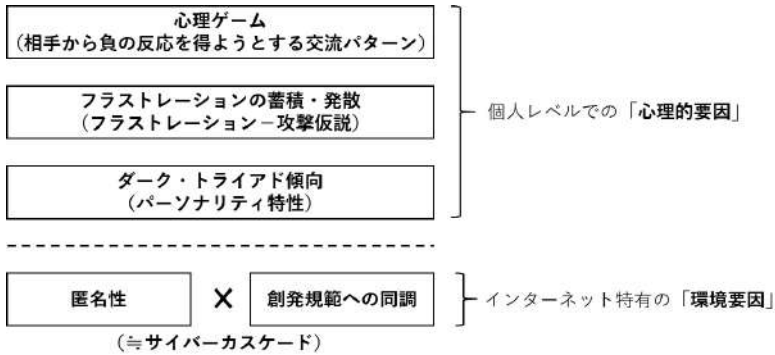 心理ゲーム
(相手から負の反応を得ようとする交流パターン)
フラストレーションの蓄積・発散
(フラストレーション−攻撃仮説)
個人レベルでの「心理的要因」
ダーク・トライアド傾向
(パーソナリティ特性)
匿名性 × 創発規範への同調
インターネット特有の「環境要因」
(≒サイバーカスケード)